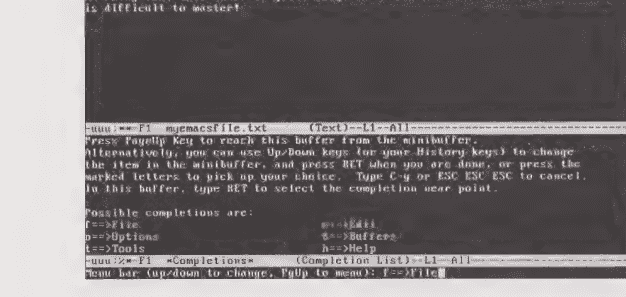 is difficult to master!
-uuu:** F1  myemacsfile.txt      (Text)--L1--All
Press PageUp Key to reach this buffer from the minibuffer.
Alternatively, you can use Up/Down keys (or your History keys) to change
the item in the minibuffer, and press RET when you are done, or press the
marked letters to pick up your choice.  Type C-g or ESC ESC ESC to cancel.
In this buffer, type RET to select the completion near point.
Possible completions are:
f==>File                              e==>Edit
o==>Options                           b==>Buffers
t==>Tools                             h==>Help
-uuu:%*-F1  *Completions*      (Completion List)--L1--All
Menu bar (up/down to change, PgUp to menu): f==>File